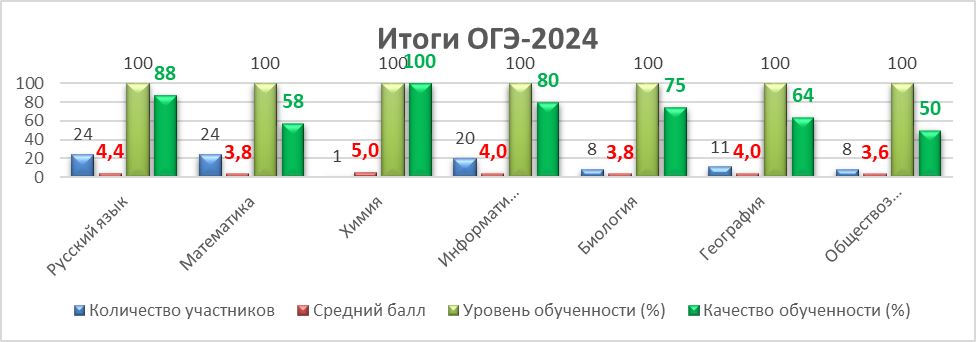 Итоги ОГЭ-2024
100 100 100 100 100 100 100
88 58 100 80 75 64 50
100
80
60
40
20
0
24 4,4 24 3,8 1 5,0 20 4,0 8 3,8 11 4,0 8 3,6
Русский язык
Математика
Химия
Информати...
Биология
География
Обществоз...
Количество участников Средний балл Уровень обученности (%) Качество обученности (%)